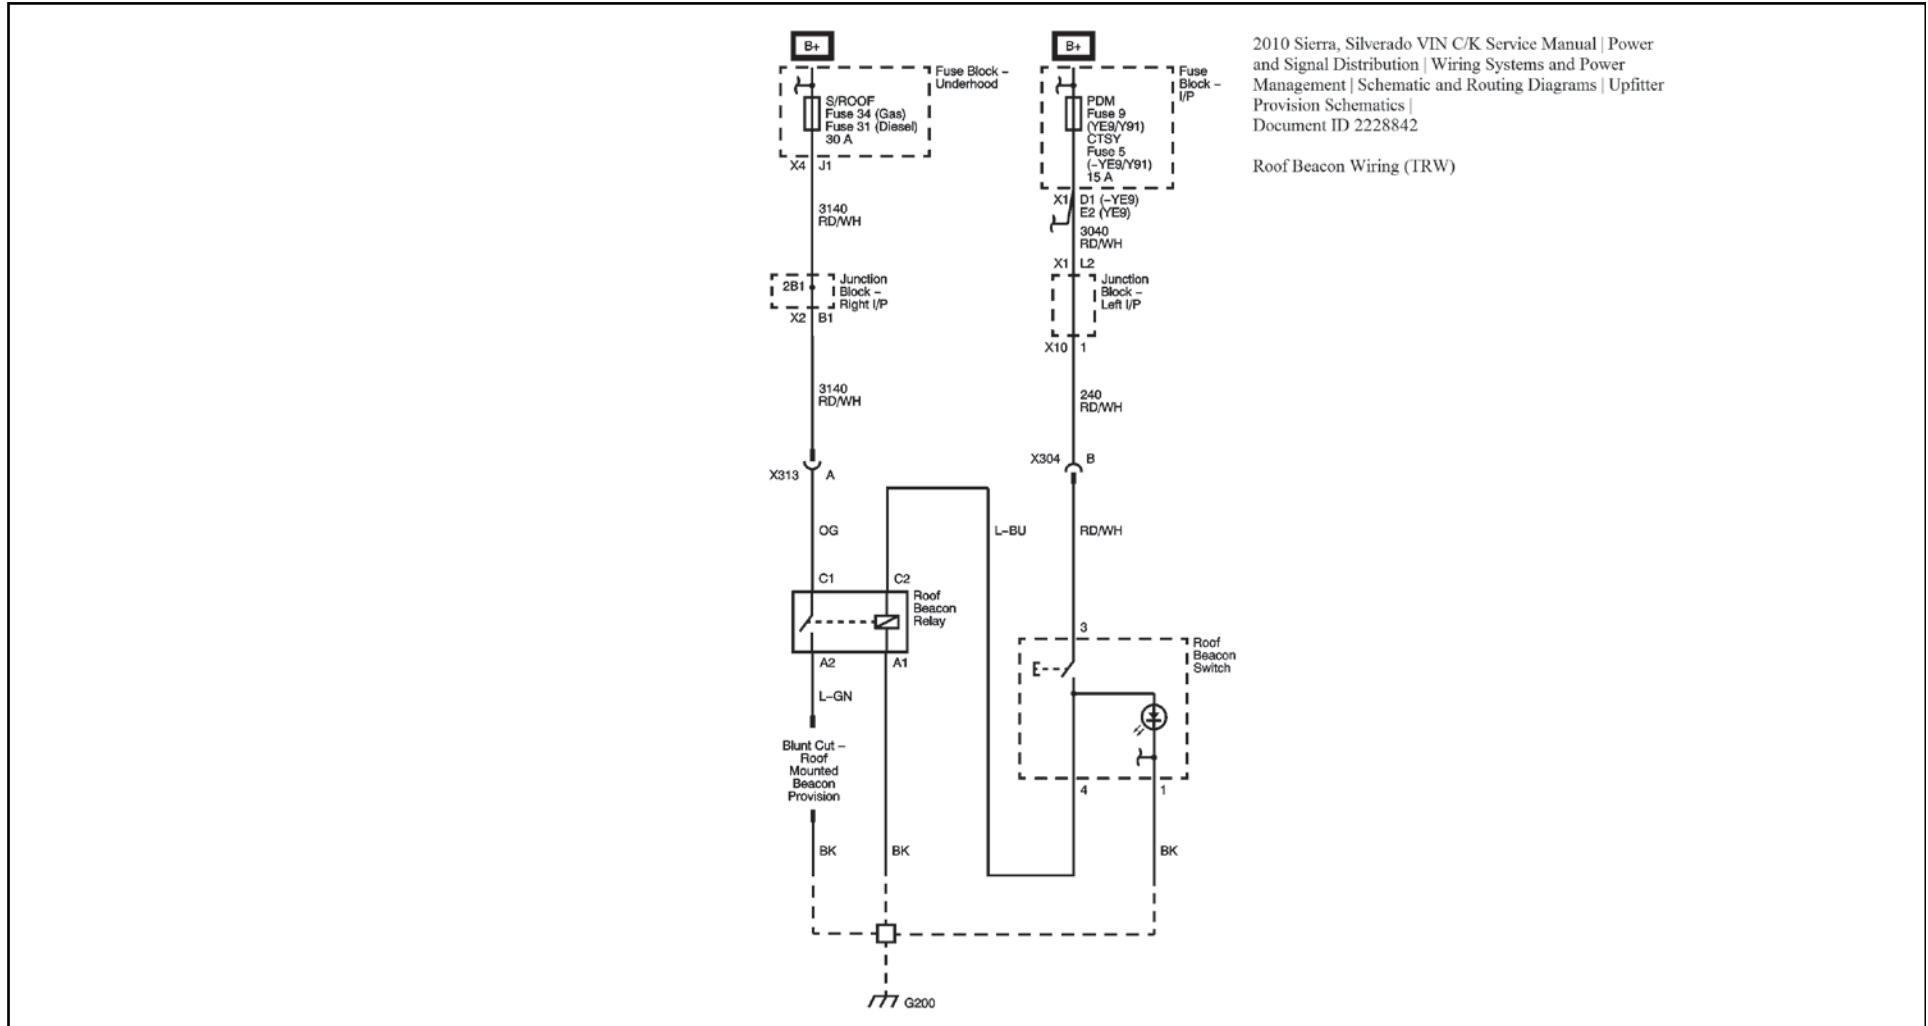 B+
Fuse Block –
Underhood
S/ROOF
Fuse 34 (Gas)
Fuse 31 (Diesel)
30 A
X4 J1
3140
RD/WH
2B1
Junction
Block –
Right I/P
X2 B1
3140
RD/WH
X313 A
OG
C1 C2
Roof
Beacon
Relay
A2 A1
L–GN
Blunt Cut –
Roof
Mounted
Beacon
Provision
BK
BK
G200
L–BU
B+
Fuse
Block –
I/P
PDM
Fuse 9
(YE9/Y91)
CTSY
Fuse 5
(–YE9/Y91)
15 A
X1 D1 (–YE9)
E2 (YE9)
3040
RD/WH
X1 L2
Junction
Block –
Left I/P
X10 1
240
RD/WH
X304 B
RD/WH
3
Roof
Beacon
Switch
4 1
BK
2010 Sierra, Silverado VIN C/K Service Manual | Power
and Signal Distribution | Wiring Systems and Power
Management | Schematic and Routing Diagrams | Upfitter
Provision Schematics |
Document ID 2228842
Roof Beacon Wiring (TRW)